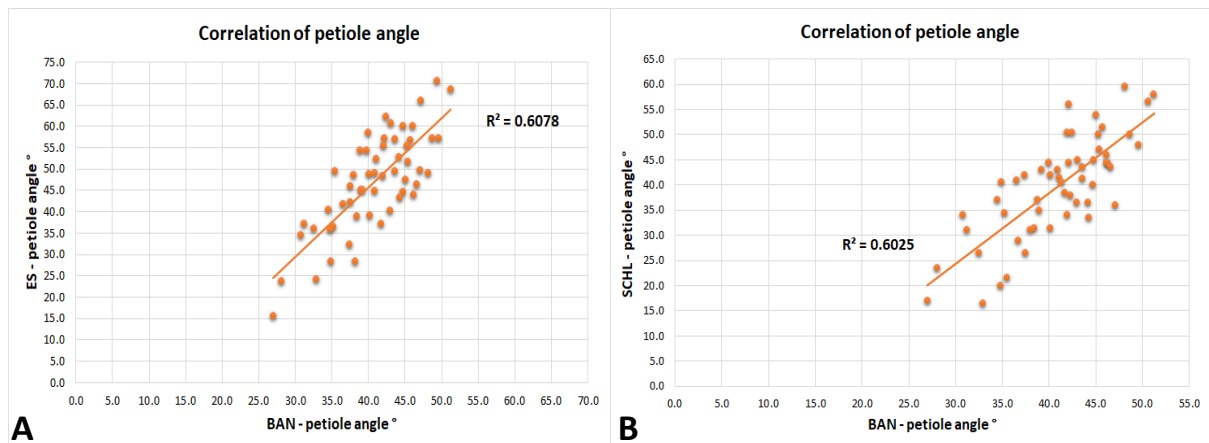 Correlation of petiole angle
75.0
70.0
65.0
60.0
55.0
50.0
45.0
40.0
35.0
30.0
25.0
20.0
15.0
10.0
5.0
0.0
ES - petiole angle °
R² = 0.6078
0.0 5.0 10.0 15.0 20.0 25.0 30.0 35.0 40.0 45.0 50.0 55.0 60.0 65.0 70.0
BAN - petiole angle °
A
Correlation of petiole angle
65.0
60.0
55.0
50.0
45.0
40.0
35.0
30.0
25.0
20.0
15.0
10.0
5.0
0.0
SCHL - petiole angle °
R² = 0.6025
0.0 5.0 10.0 15.0 20.0 25.0 30.0 35.0 40.0 45.0 50.0 55.0
BAN - petiole angle °
B